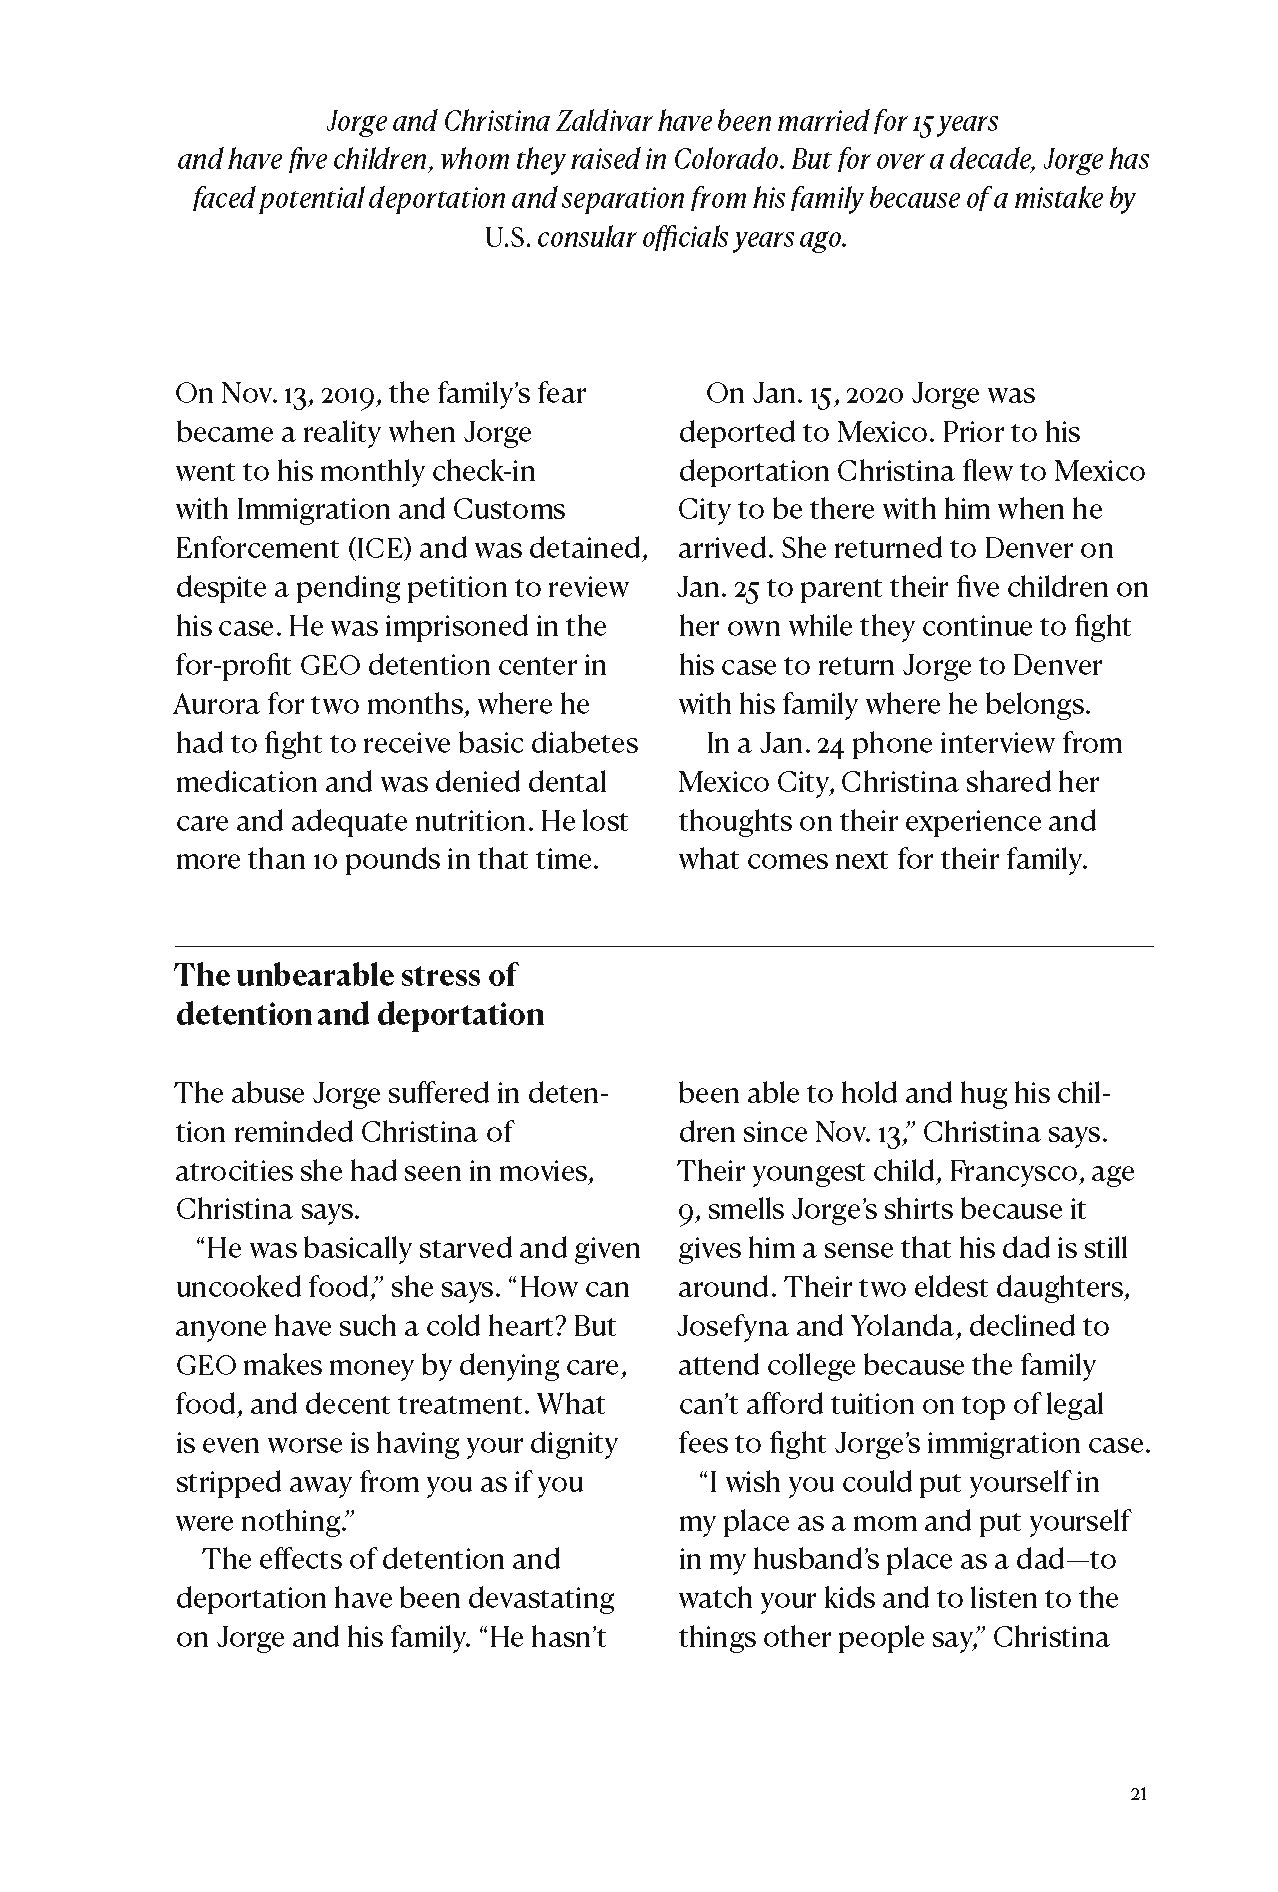 Jorge and Christina Zaldivar have been married for 15 years
and have five children, whom they raised in Colorado. But for over a decade, Jorge has
faced potential deportation and separation from his family because of a mistake by
U.S. consular officials years ago.
On Nov. 13, 2019, the family’s fear
became a reality when Jorge
went to his monthly check-in
with Immigration and Customs
Enforcement (ICE) and was detained,
despite a pending petition to review
his case. He was imprisoned in the
for-profit GEO detention center in
Aurora for two months, where he
had to fight to receive basic diabetes
medication and was denied dental
care and adequate nutrition. He lost
more than 10 pounds in that time.
On Jan. 15, 2020 Jorge was
deported to Mexico. Prior to his
deportation Christina flew to Mexico
City to be there with him when he
arrived. She returned to Denver on
Jan. 25 to parent their five children on
her own while they continue to fight
his case to return Jorge to Denver
with his family where he belongs.
In a Jan. 24 phone interview from
Mexico City, Christina shared her
thoughts on their experience and
what comes next for their family.
The unbearable stress of
detention and deportation
The abuse Jorge suffered in deten-
tion reminded Christina of
atrocities she had seen in movies,
Christina says.
“He was basically starved and given
uncooked food,” she says. “How can
anyone have such a cold heart? But
GEO makes money by denying care,
food, and decent treatment. What
is even worse is having your dignity
stripped away from you as if you
were nothing.”
The effects of detention and
deportation have been devastating
on Jorge and his family. “He hasn’t
been able to hold and hug his chil-
dren since Nov. 13,” Christina says.
Their youngest child, Francysco, age
9, smells Jorge’s shirts because it
gives him a sense that his dad is still
around. Their two eldest daughters,
Josefyna and Yolanda, declined to
attend college because the family
can’t afford tuition on top of legal
fees to fight Jorge’s immigration case.
“I wish you could put yourself in
my place as a mom and put yourself
in my husband’s place as a dad—to
watch your kids and to listen to the
things other people say,” Christina
21